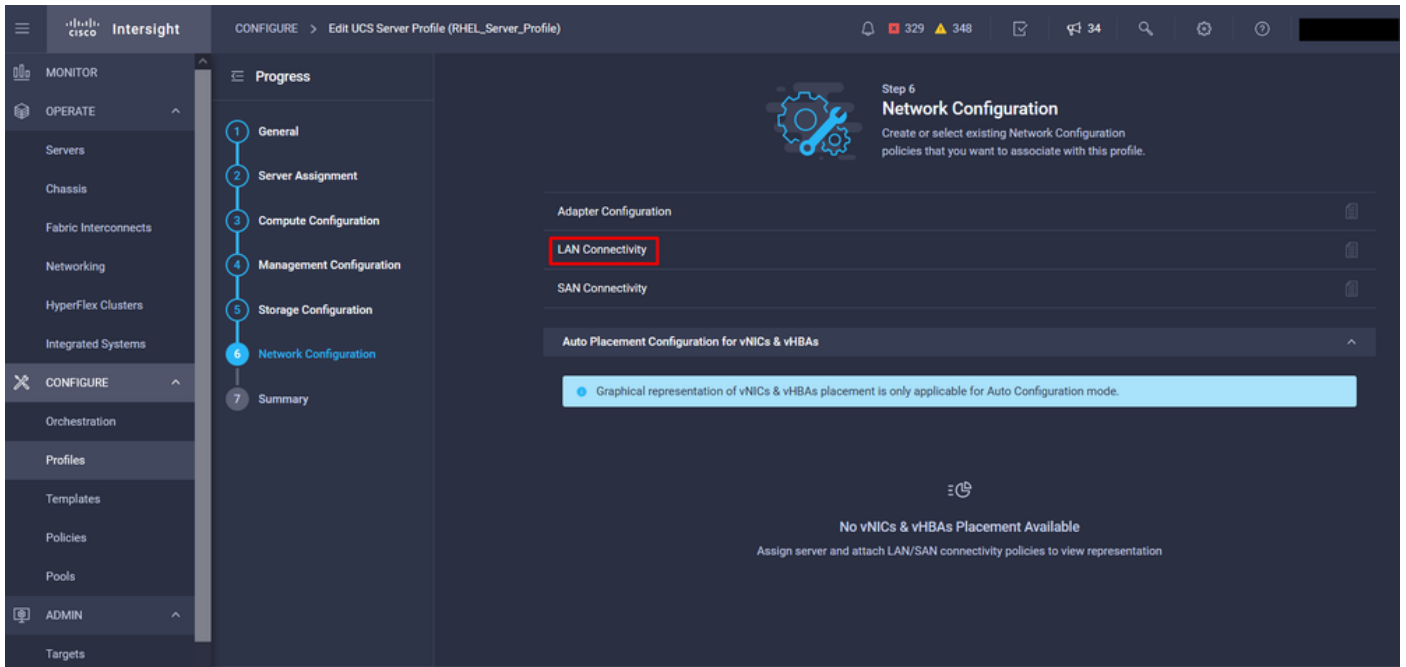 cisco Intersight
CONFIGURE > Edit UCS Server Profile (RHEL_Server_Profile)
329 348
34
MONITOR
OPERATE
Servers
Chassis
Fabric Interconnects
Networking
HyperFlex Clusters
Integrated Systems
CONFIGURE
Orchestration
Profiles
Templates
Policies
Pools
ADMIN
Targets
Progress
1 General
2 Server Assignment
3 Compute Configuration
4 Management Configuration
5 Storage Configuration
6 Network Configuration
7 Summary
Step 6
Network Configuration
Create or select existing Network Configuration
policies that you want to associate with this profile.
Adapter Configuration
LAN Connectivity
SAN Connectivity
Auto Placement Configuration for vNICs & vHBAs
Graphical representation of vNICs & vHBAs placement is only applicable for Auto Configuration mode.
No vNICs & vHBAs Placement Available
Assign server and attach LAN/SAN connectivity policies to view representation